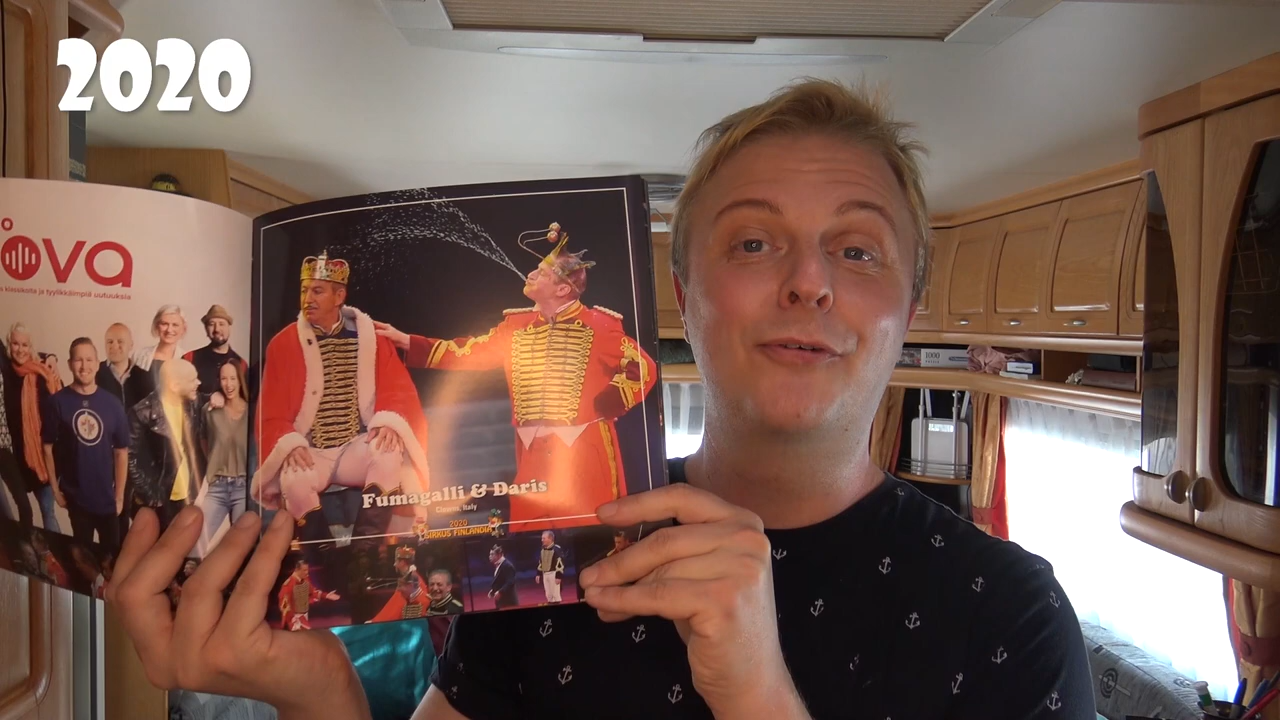 2020
ova
klassikoita ja tyylikkäimpiä uutuuksia
Fumagalli & Daris
Clowns, Italy
2020
SIRKUS FINLANDIA
1000